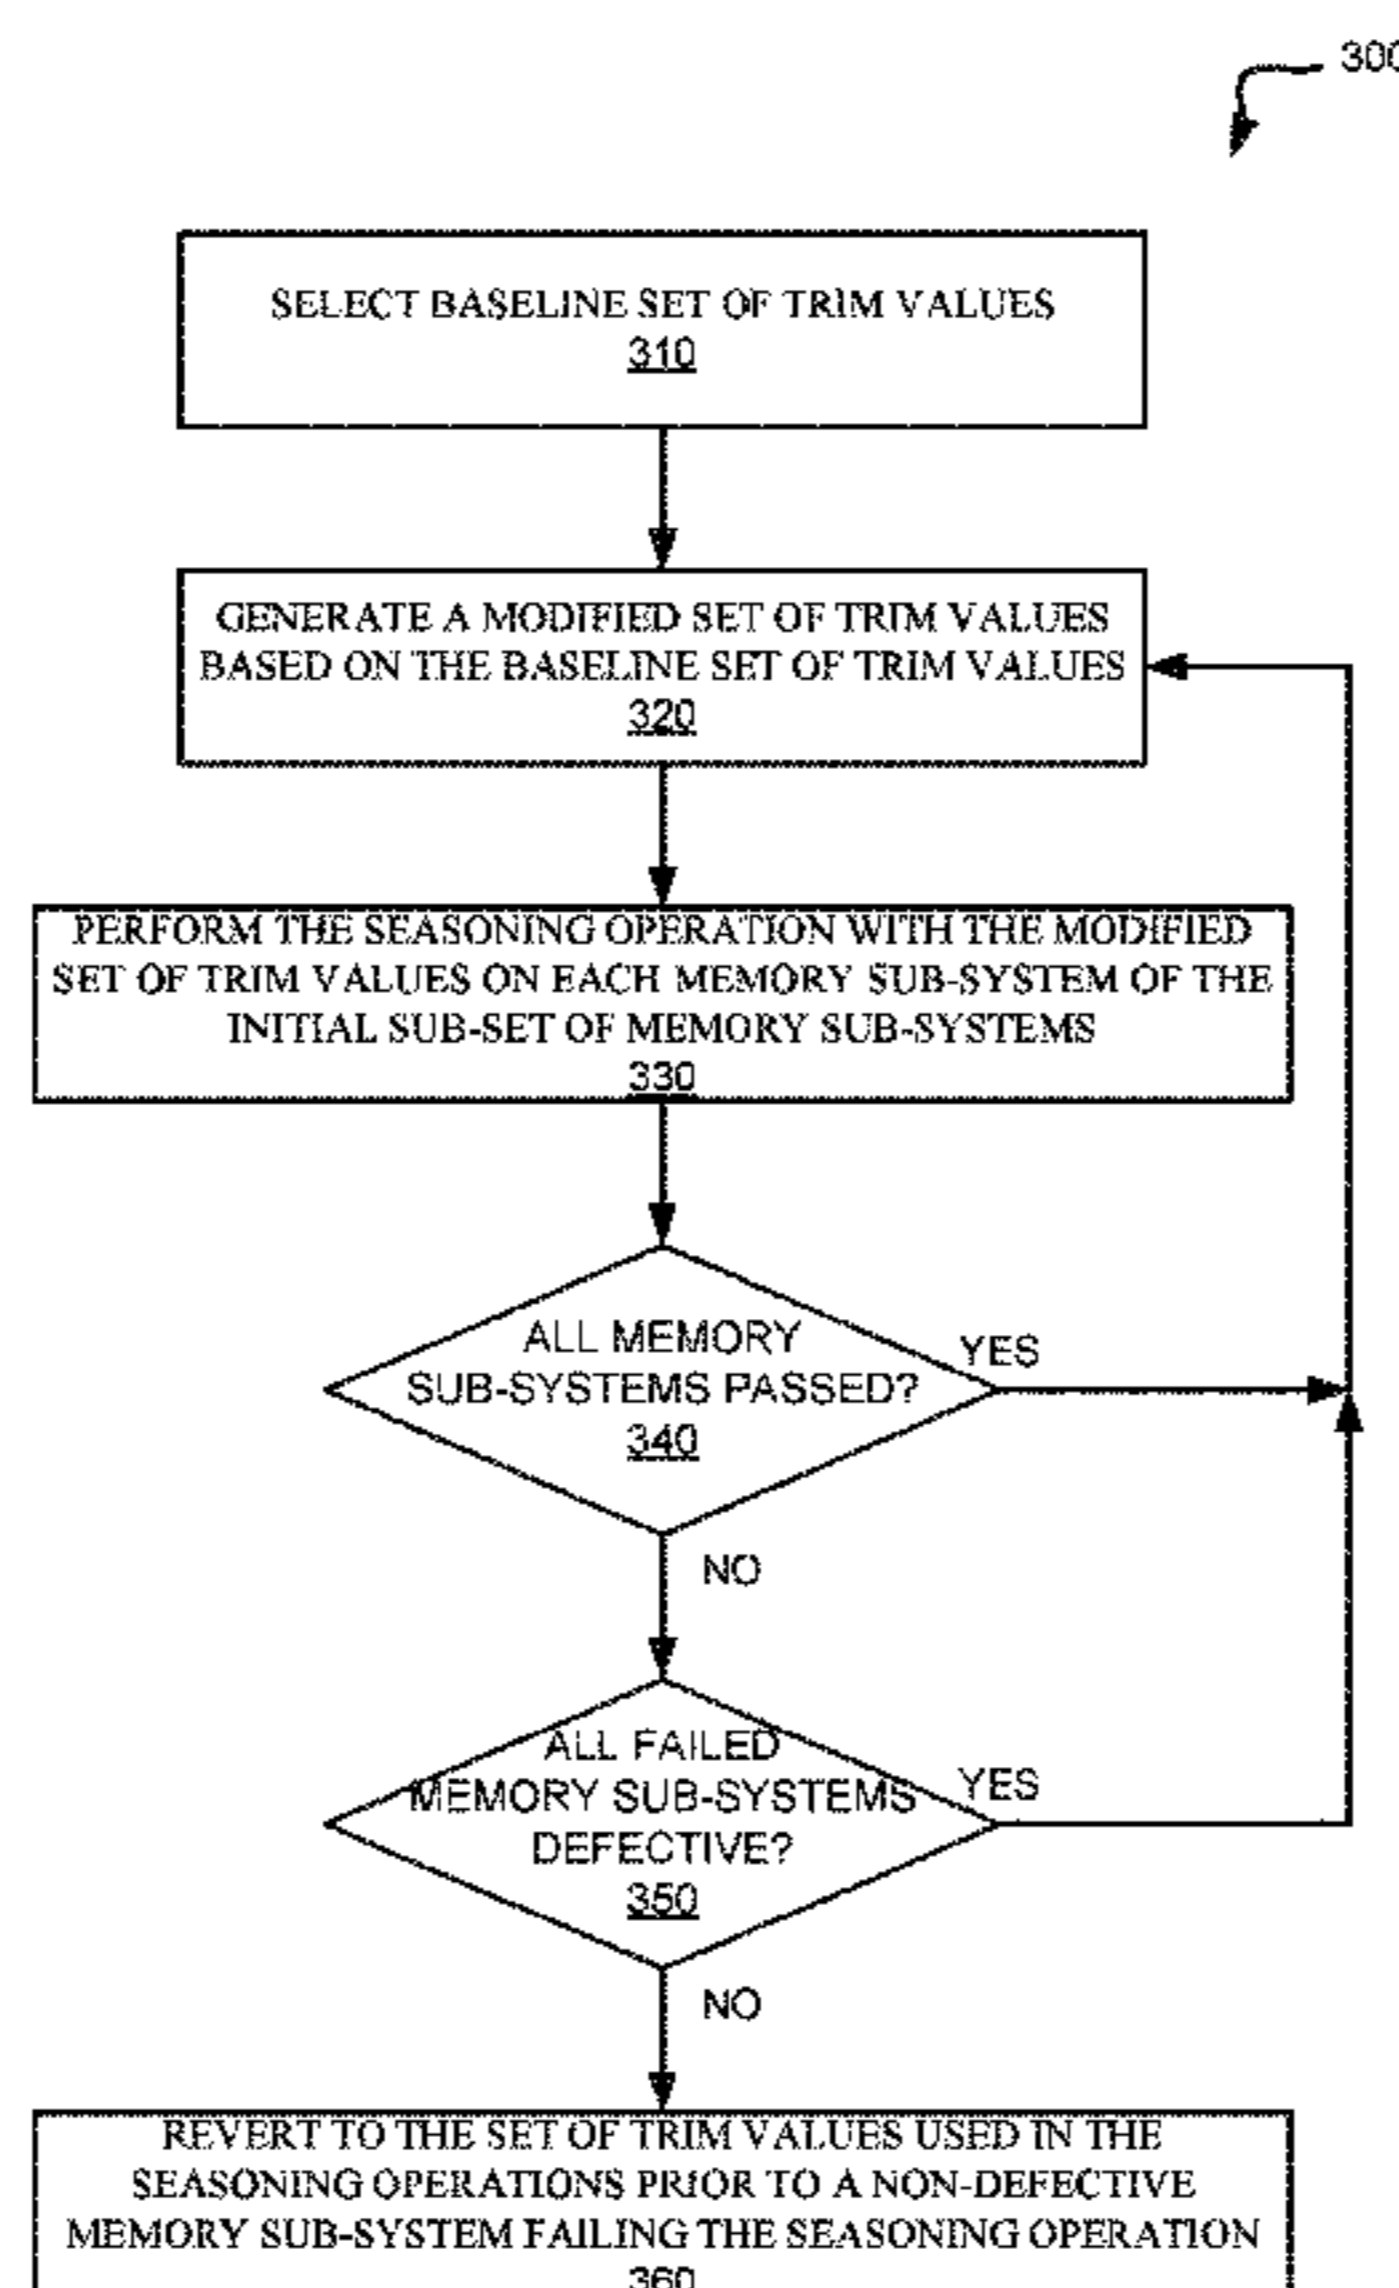 300
SELECT BASELINE SET OF TRIM VALUES
310
GENERATE A MODIFIED SET OF TRIM VALUES
BASED ON THE BASELINE SET OF TRIM VALUES
320
PERFORM THE SEASONING OPERATION WITH THE MODIFIED
SET OF TRIM VALUES ON EACH MEMORY SUB-SYSTEM OF THE
INITIAL SUB-SET OF MEMORY SUB-SYSTEMS
330
ALL MEMORY
SUB-SYSTEMS PASSED?
340
YES
NO
ALL FAILED
MEMORY SUB-SYSTEMS
DEFECTIVE?
350
YES
NO
REVERT TO THE SET OF TRIM VALUES USED IN THE
SEASONING OPERATIONS PRIOR TO A NON-DEFECTIVE
MEMORY SUB-SYSTEM FAILING THE SEASONING OPERATION
360